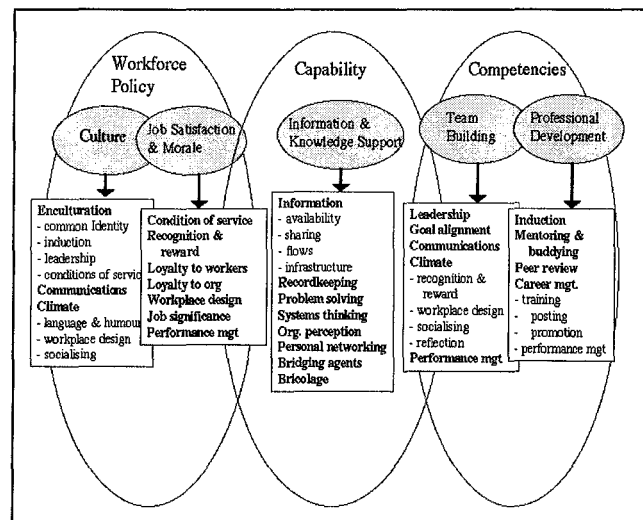 Workforce
Policy
Capability
Competencies
Culture
Job Satisfaction
& Morale
Information &
Knowledge Support
Team
Building
Professional
Development
Enculturation
- common Identity
- induction
- leadership
- conditions of service
Communications
Climate
- language & humour
- workplace design
- socialising
Condition of service
Recognition &
reward
Loyalty to workers
Loyalty to org
Workplace design
Job significance
Performance mgt
Information
- availability
- sharing
- flows
- infrastructure
Recordkeeping
Problem solving
Systems thinking
Org. perception
Personal networking
Bridging agents
Bricolage
Leadership
Goal alignment
Communications
Climate
- recognition &
reward
- workplace design
- socialising
- reflection
Performance mgt
Induction
Mentoring &
buddying
Peer review
Career mgt.
- training
- posting
- promotion
- performance mgt